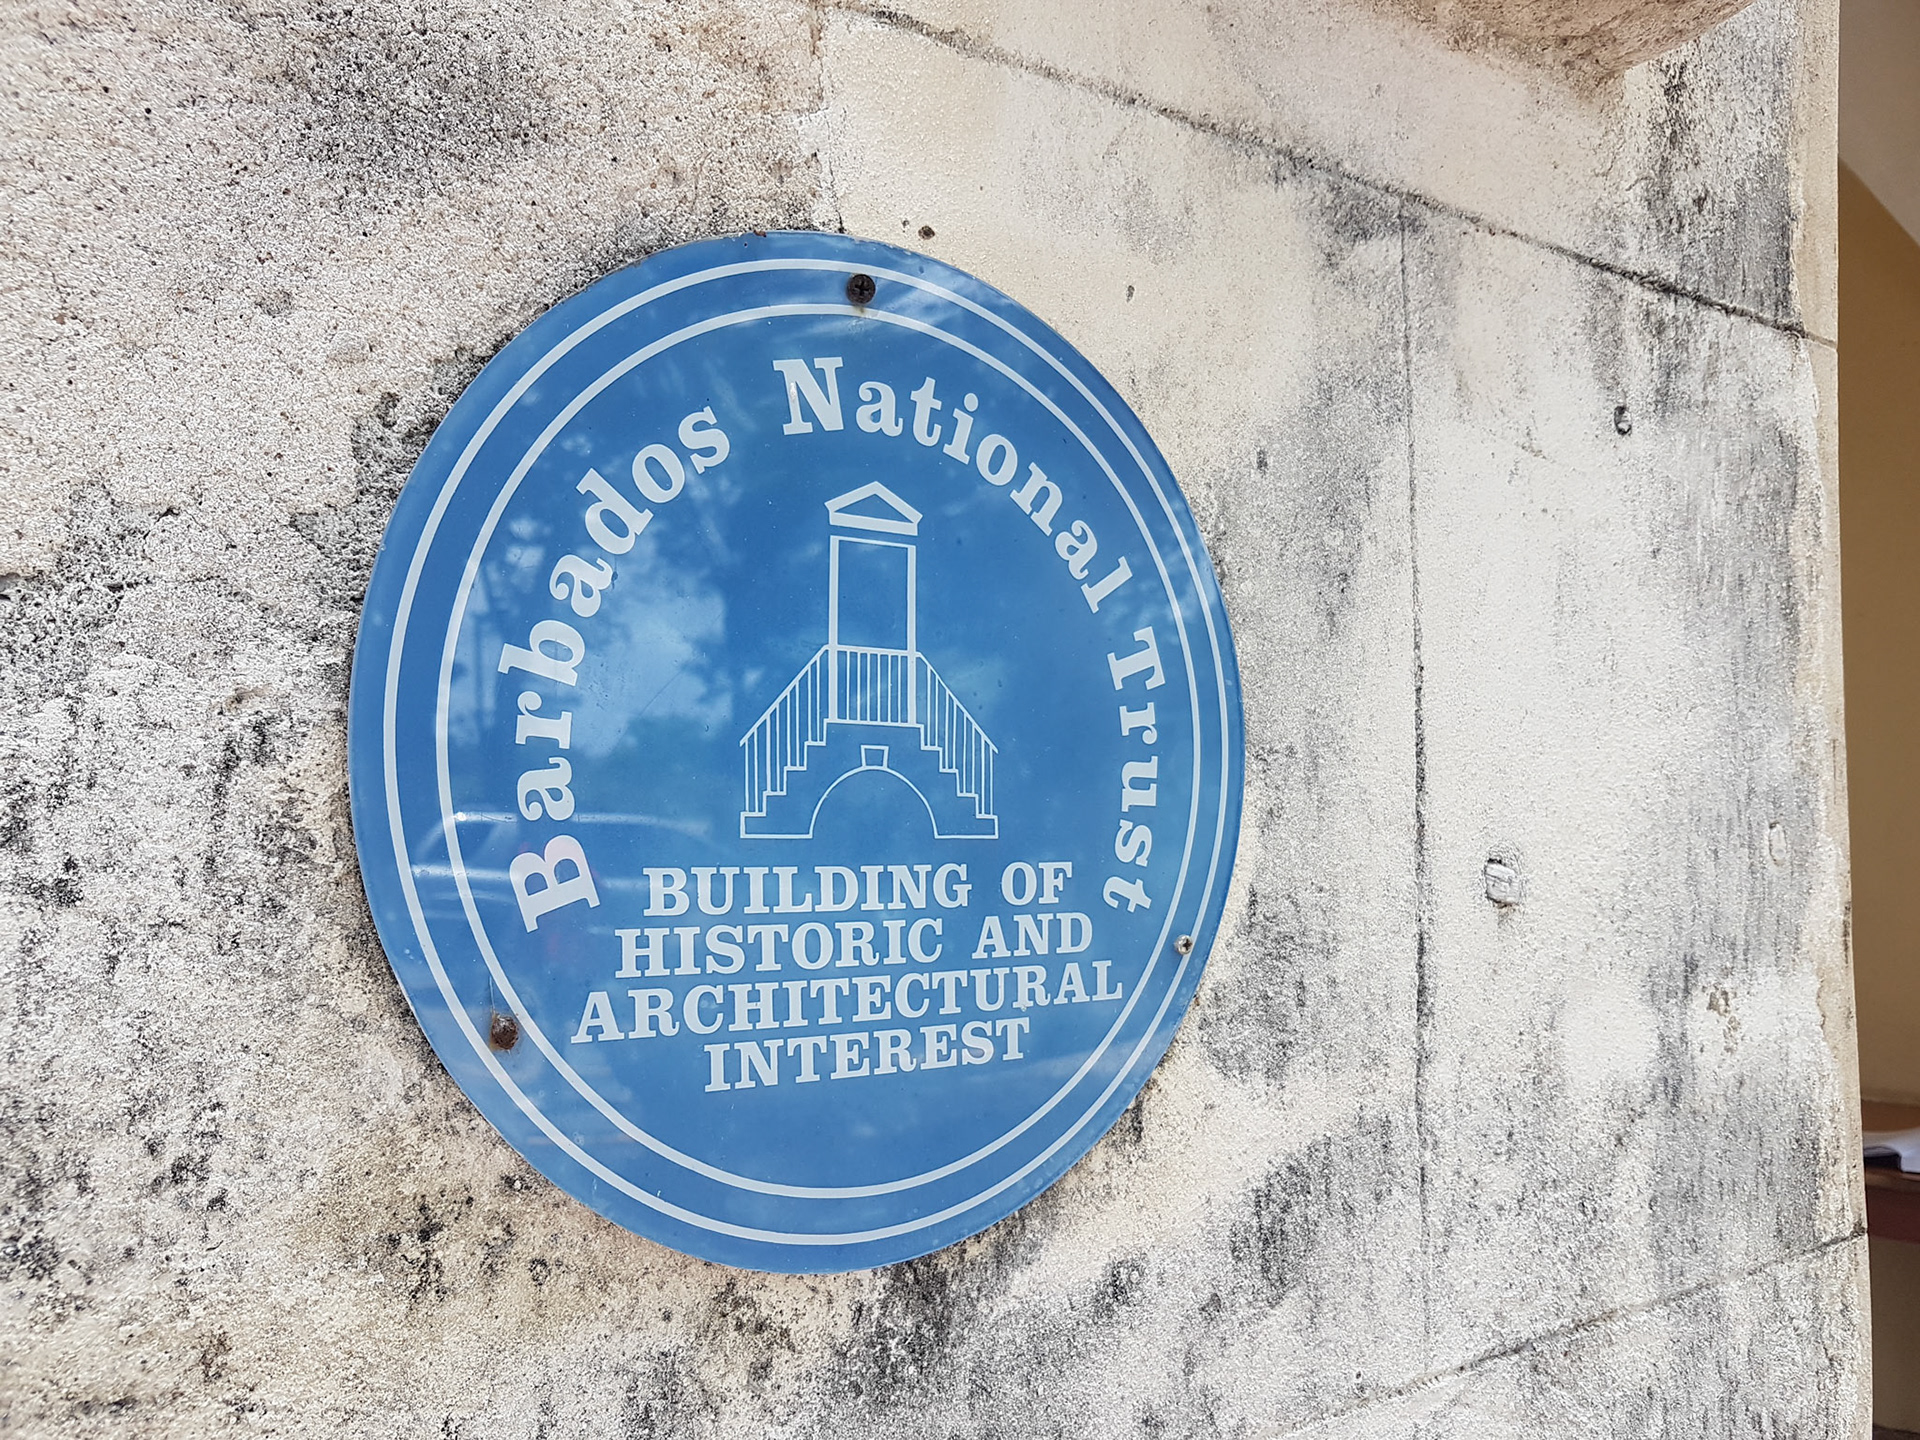 Barbados National Trust
BUILDING OF
HISTORIC AND
ARCHITECTURAL
INTEREST